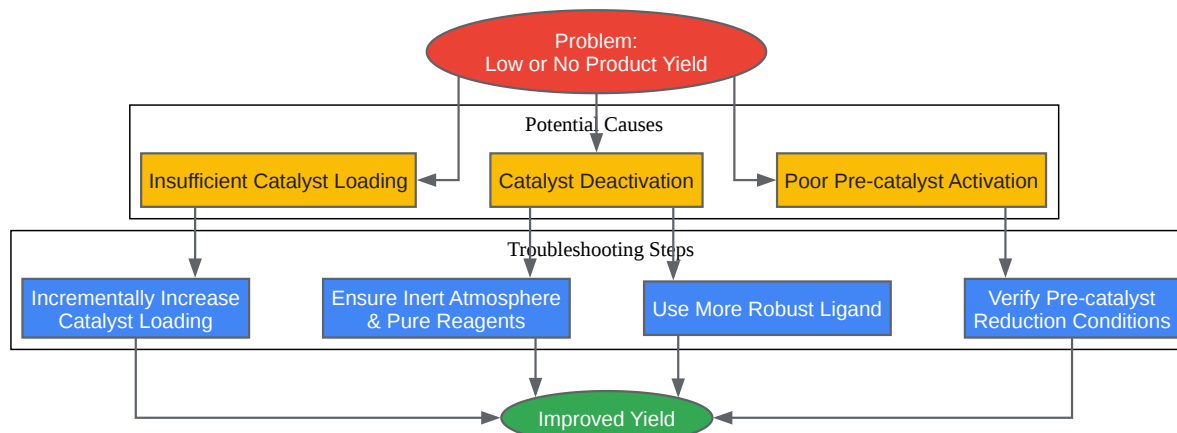 Problem:
Low or No Product Yield
Potential Causes
Insufficient Catalyst Loading
Catalyst Deactivation
Poor Pre-catalyst Activation
Troubleshooting Steps
Incrementally Increase
Catalyst Loading
Ensure Inert Atmosphere
& Pure Reagents
Use More Robust Ligand
Verify Pre-catalyst
Reduction Conditions
Improved Yield